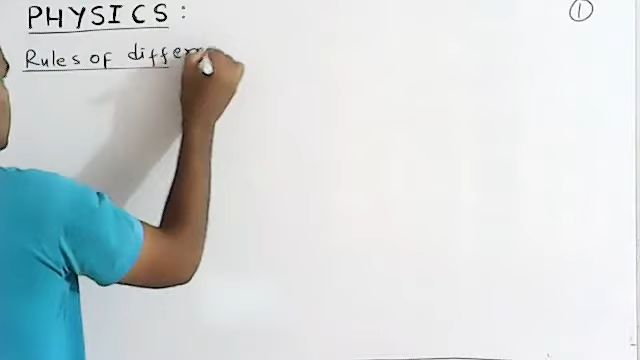 PHYSICS :
①
Rules of differ